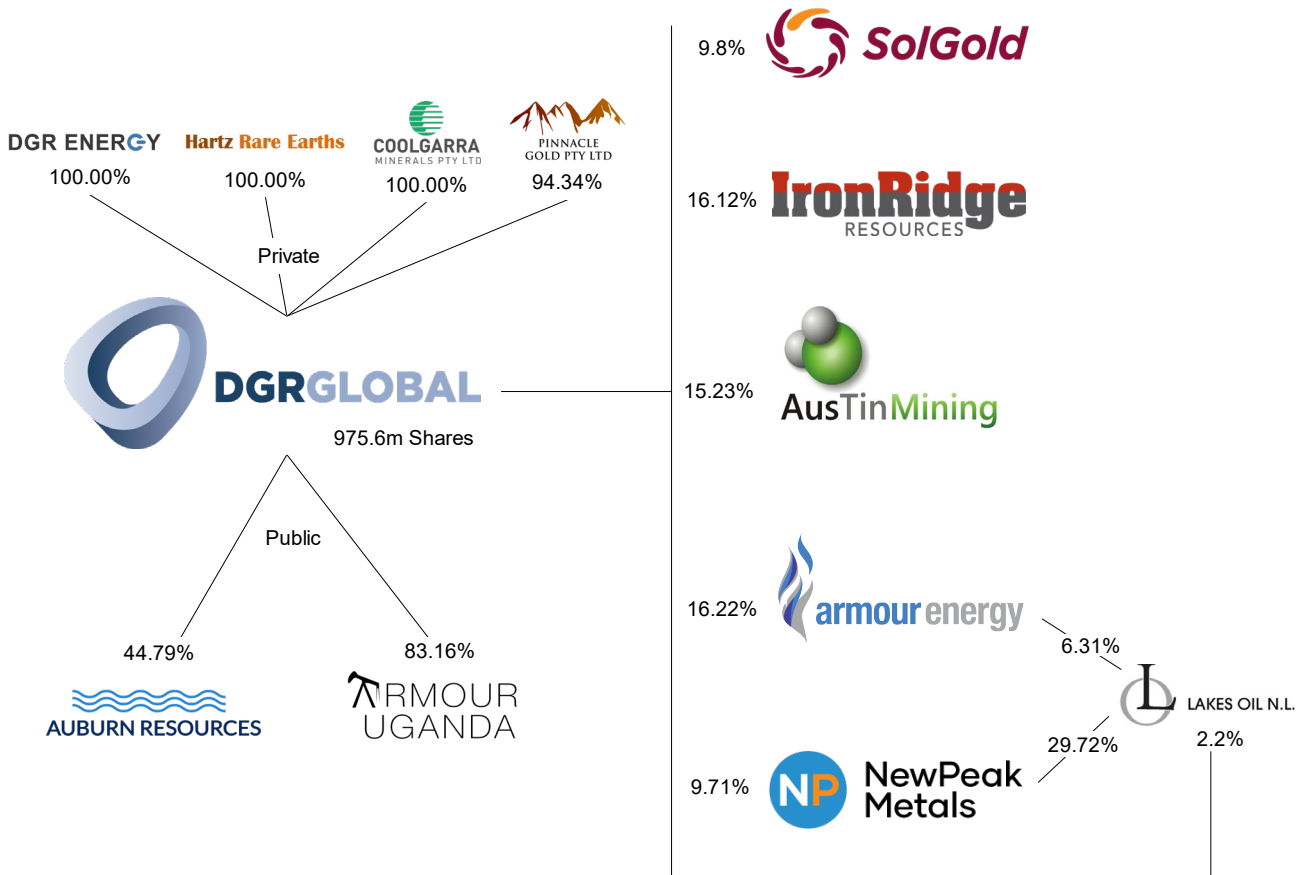 DGR ENERGY
100.00%
Hartz Rare Earths
100.00%
COOLGARRA
MINERALS PTY LTD
100.00%
PINNACLE
GOLD PTY LTD
94.34%
Private
DGRGLOBAL
975.6m Shares
Public
44.79%
AUBURN RESOURCES
83.16%
ARMOUR
UGANDA
9.8%
SolGold
16.12%
IronRidge
RESOURCES
15.23%
AusTinMining
16.22%
armour energy
6.31%
LAKES OIL N.L.
2.2%
29.72%
9.71%
NP
NewPeak
Metals